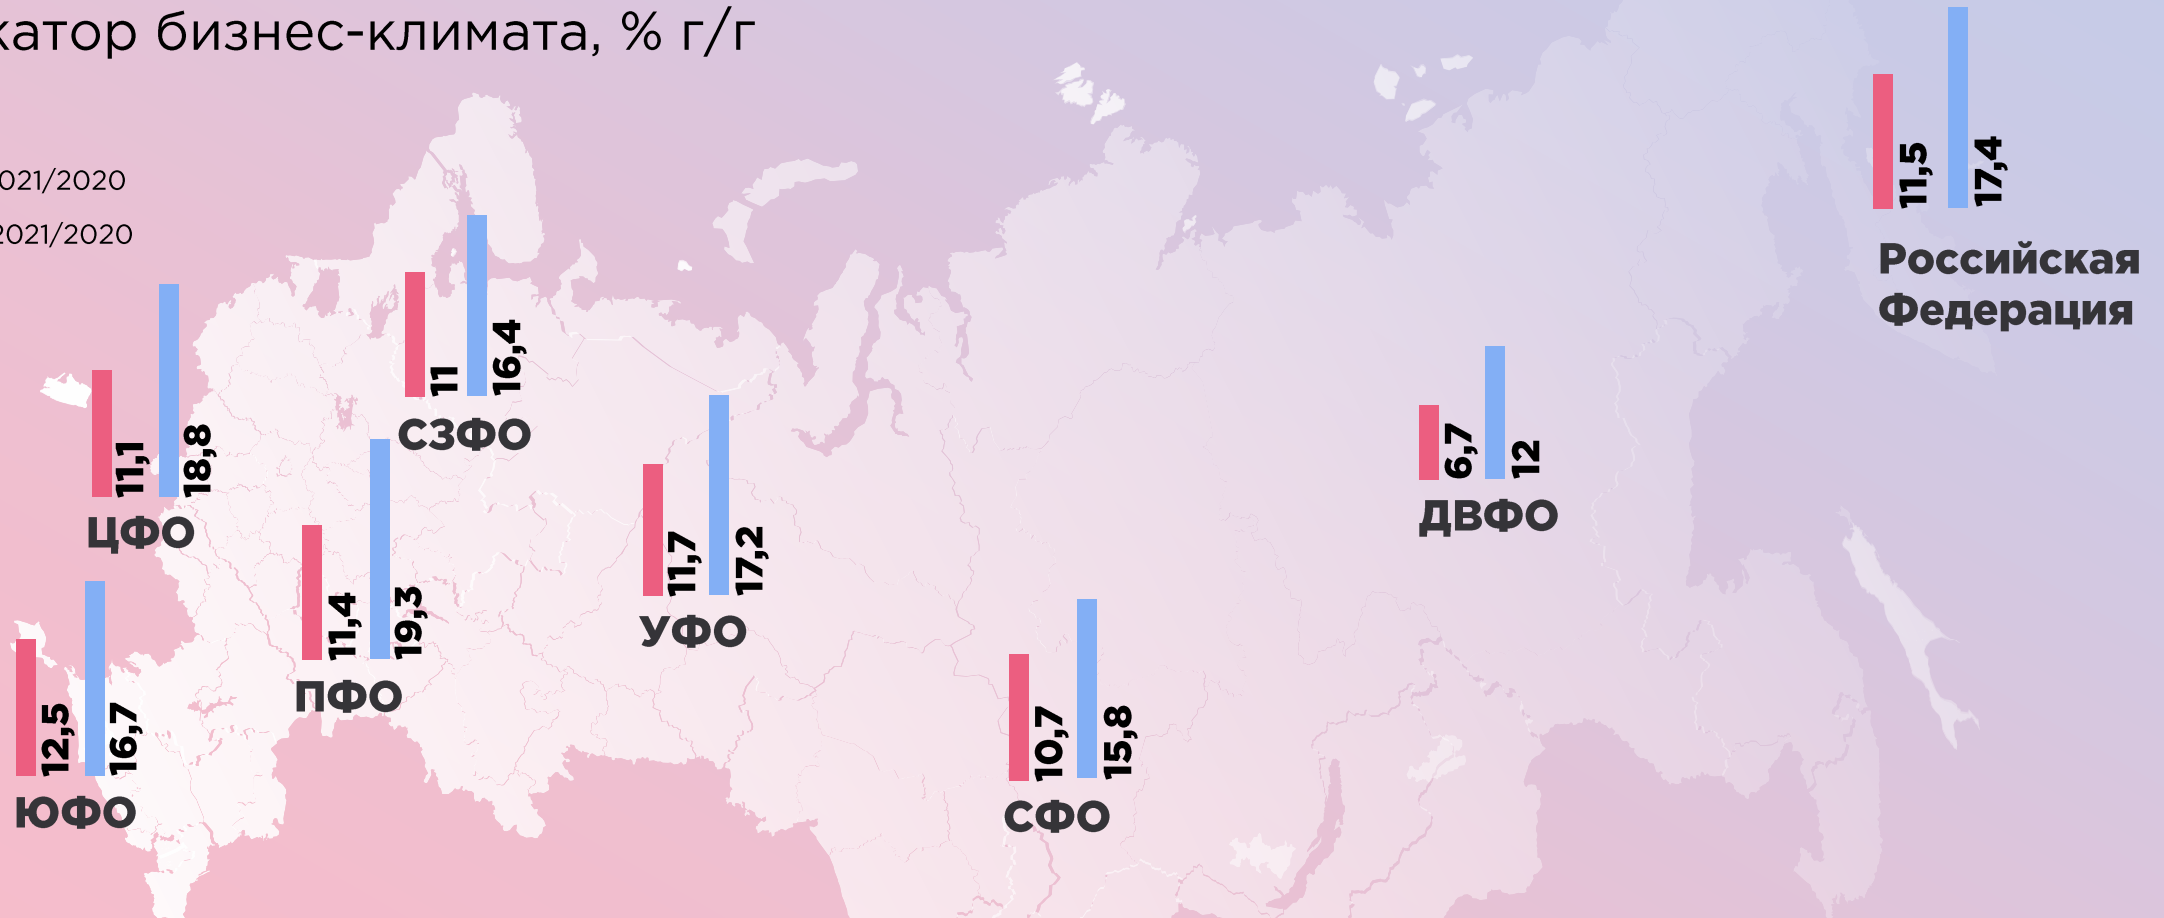 катор бизнес-климата, % г/г
021/2020
2021/2020
11,5
17,4
Российская
Федерация
11
16,4
СЗФО
11,1
18,8
ЦФО
6,7
12
ДВФО
11,7
17,2
УФО
11,4
19,3
ПФО
12,5
16,7
ЮФО
10,7
15,8
СФО